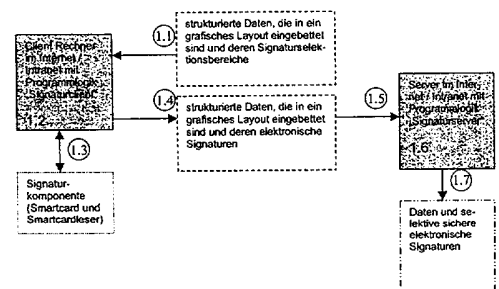 1.1
strukturierte Daten, die in ein
grafisches Layout eingebettet
sind und deren Signaturselek-
tionsbereiche
Client Rechner
im Internet /
Intranet mit
Programmlogik
"Signaturclient"
1.2
1.4
strukturierte Daten, die in ein
grafisches Layout eingebettet
sind und deren elektronische
Signaturen
1.5
Server im Inter-
net / Intranet mit
Programmlogik
"Signaturserver"
1.6
1.3
Signatur-
komponente
(Smartcard und
Smartcardleser)
1.7
Daten und se-
lektive sichere
elektronische
Signaturen